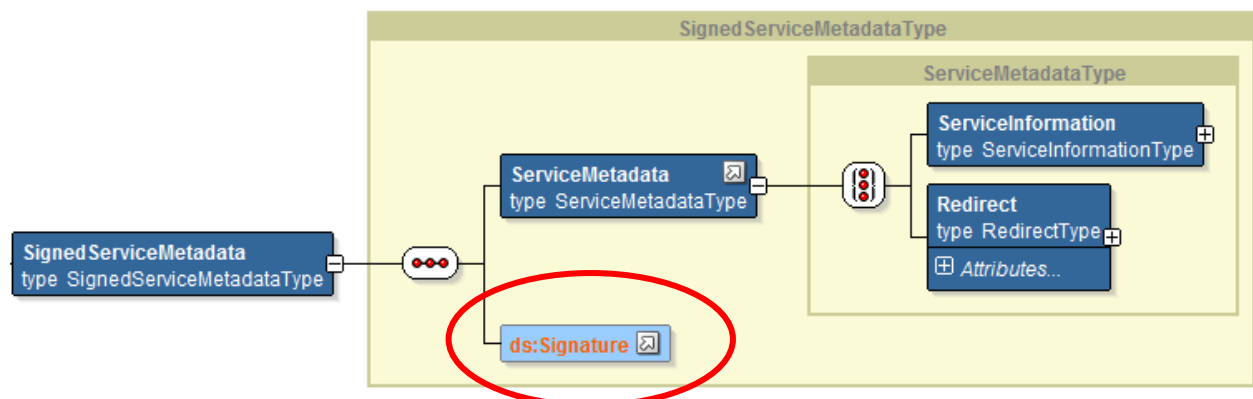 SignedServiceMetadataType
ServiceMetadataType
ServiceInformation
type ServiceInformationType
ServiceMetadata
type ServiceMetadataType
Redirect
type RedirectType
Attributes...
SignedServiceMetadata
type SignedServiceMetadataType
ds:Signature